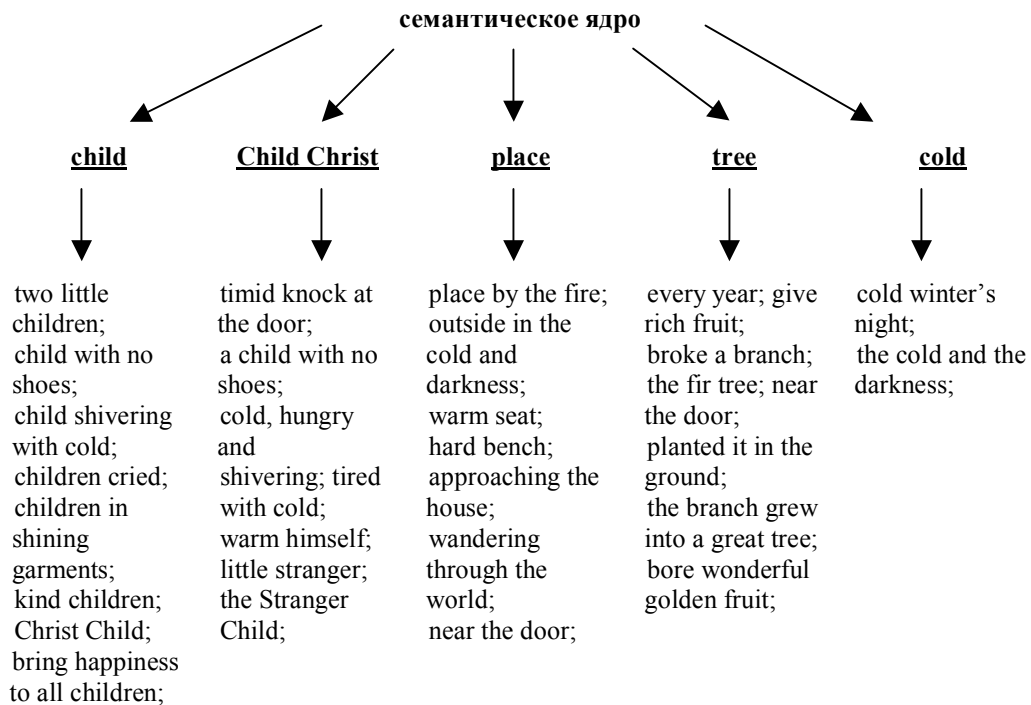 семантическое ядро
child
Child Christ
place
tree
cold
two little
children;
child with no
shoes;
child shivering
with cold;
children cried;
children in
shining
garments;
kind children;
Christ Child;
bring happiness
to all children;
timid knock at
the door;
a child with no
shoes;
cold, hungry
and
shivering; tired
with cold;
warm himself;
little stranger;
the Stranger
Child;
place by the fire;
outside in the
cold and
darkness;
warm seat;
hard bench;
approaching the
house;
wandering
through the
world;
near the door;
every year; give
rich fruit;
broke a branch;
the fir tree; near
the door;
planted it in the
ground;
the branch grew
into a great tree;
bore wonderful
golden fruit;
cold winter’s
night;
the cold and the
darkness;